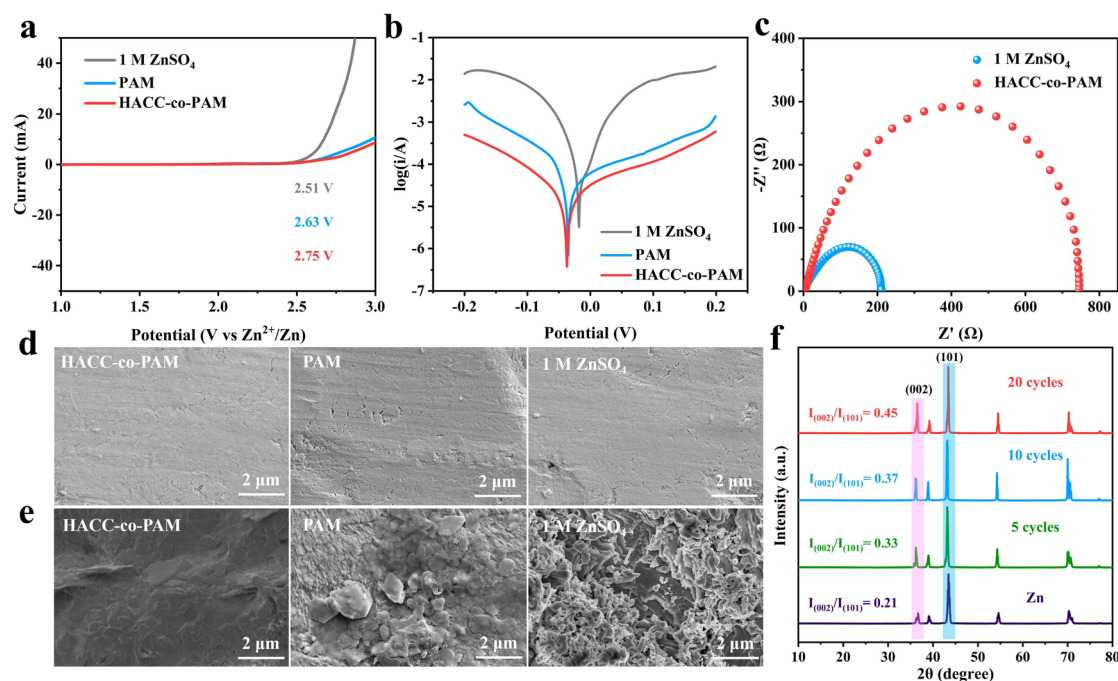 a
50
40
20
0
-20
-40
Current (mA)
1 M ZnSO₄
PAM
HACC-co-PAM
2.51 V
2.63 V
2.75 V
1.0
1.5
2.0
2.5
3.0
Potential (V vs Zn²⁺/Zn)
b
-1
-2
-3
-4
-5
-6
-7
log(i/A)
1 M ZnSO₄
PAM
HACC-co-PAM
-0.2
-0.1
0.0
0.1
0.2
Potential (V)
c
400
300
200
100
0
-Z'' (Ω)
1 M ZnSO₄
HACC-co-PAM
0
200
400
600
800
Z' (Ω)
d
HACC-co-PAM
2 μm
PAM
2 μm
1 M ZnSO₄
2 μm
e
HACC-co-PAM
2 μm
PAM
2 μm
1 M ZnSO₄
2 μm
f
Intensity (a.u.)
(002)
(101)
I₍₀₀₂₎/I₍₁₀₁₎= 0.45
20 cycles
I₍₀₀₂₎/I₍₁₀₁₎= 0.37
10 cycles
I₍₀₀₂₎/I₍₁₀₁₎= 0.33
5 cycles
I₍₀₀₂₎/I₍₁₀₁₎= 0.21
Zn
10
20
30
40
50
60
70
80
2θ (degree)